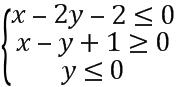 x − 2y − 2 ≤ 0
x − y + 1 ≥ 0
y ≤ 0